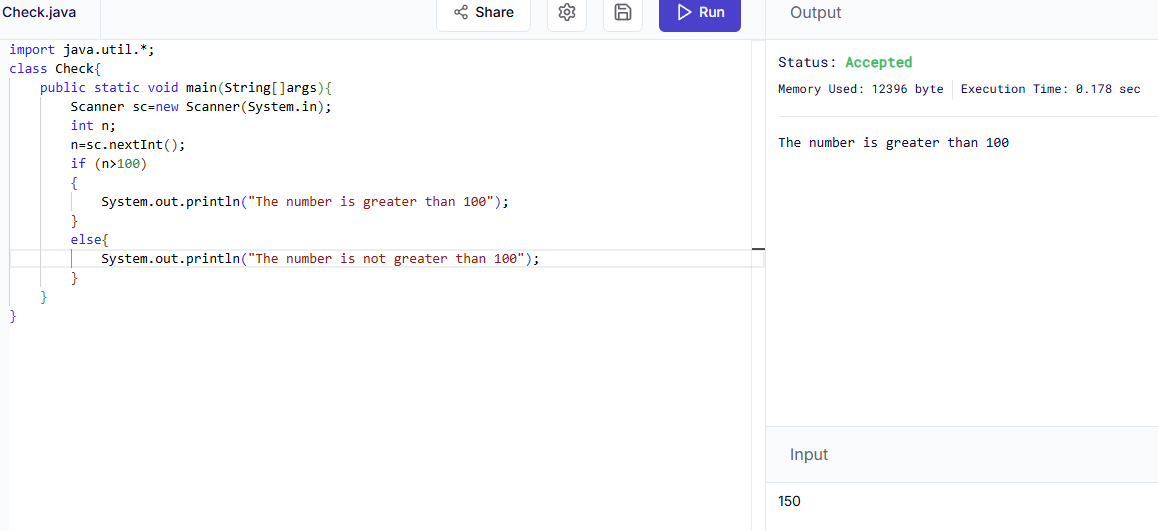 Check.java
Share
Run
import java.util.*;
class Check{
    public static void main(String[]args){
        Scanner sc=new Scanner(System.in);
        int n;
        n=sc.nextInt();
        if (n>100)
        {
            System.out.println("The number is greater than 100");
        }
        else{
            System.out.println("The number is not greater than 100");
        }
    }
}
Output
Status: Accepted
Memory Used: 12396 byte
Execution Time: 0.178 sec
The number is greater than 100
Input
150